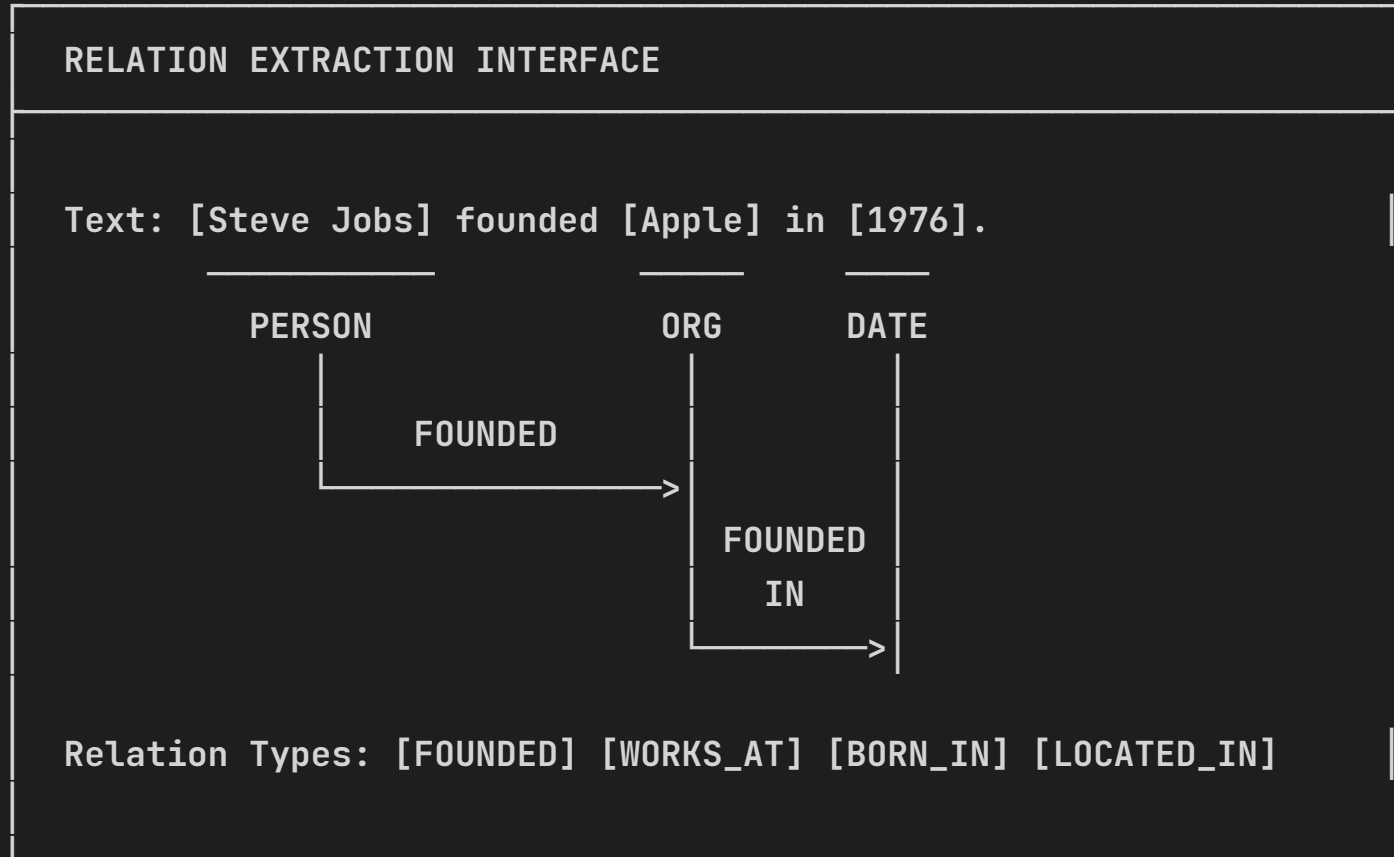 RELATION EXTRACTION INTERFACE
Text: [Steve Jobs] founded [Apple] in [1976].
PERSON ORG DATE
FOUNDED
FOUNDED
IN
Relation Types: [FOUNDED] [WORKS_AT] [BORN_IN] [LOCATED_IN]